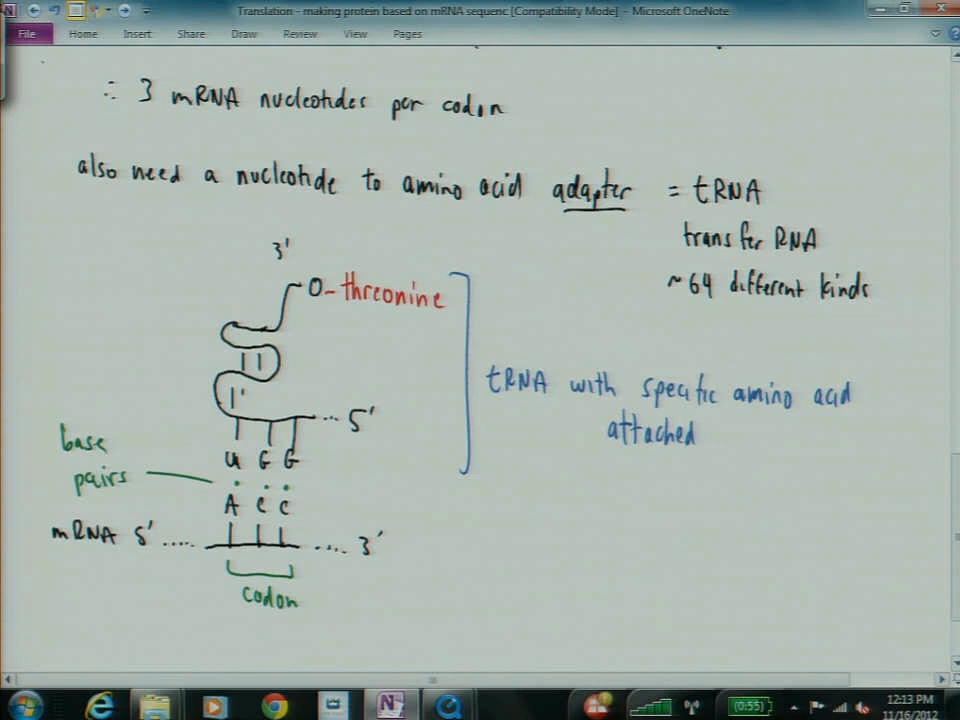 Translation - making protein based on mRNA sequenc [Compatibility Mode] - Microsoft OneNote
File Home Insert Share Draw Review View Pages
∴ 3 mRNA nucleotides per codon
also need a nucleotide to amino acid adapter = tRNA
transfer RNA
~64 different kinds
3'
O-threonine
tRNA with specific amino acid
attached
... 5'
base
pairs
U G G
A C C
mRNA 5' ..... .... 3'
codon
(0:55)
12:13 PM
11/16/2012